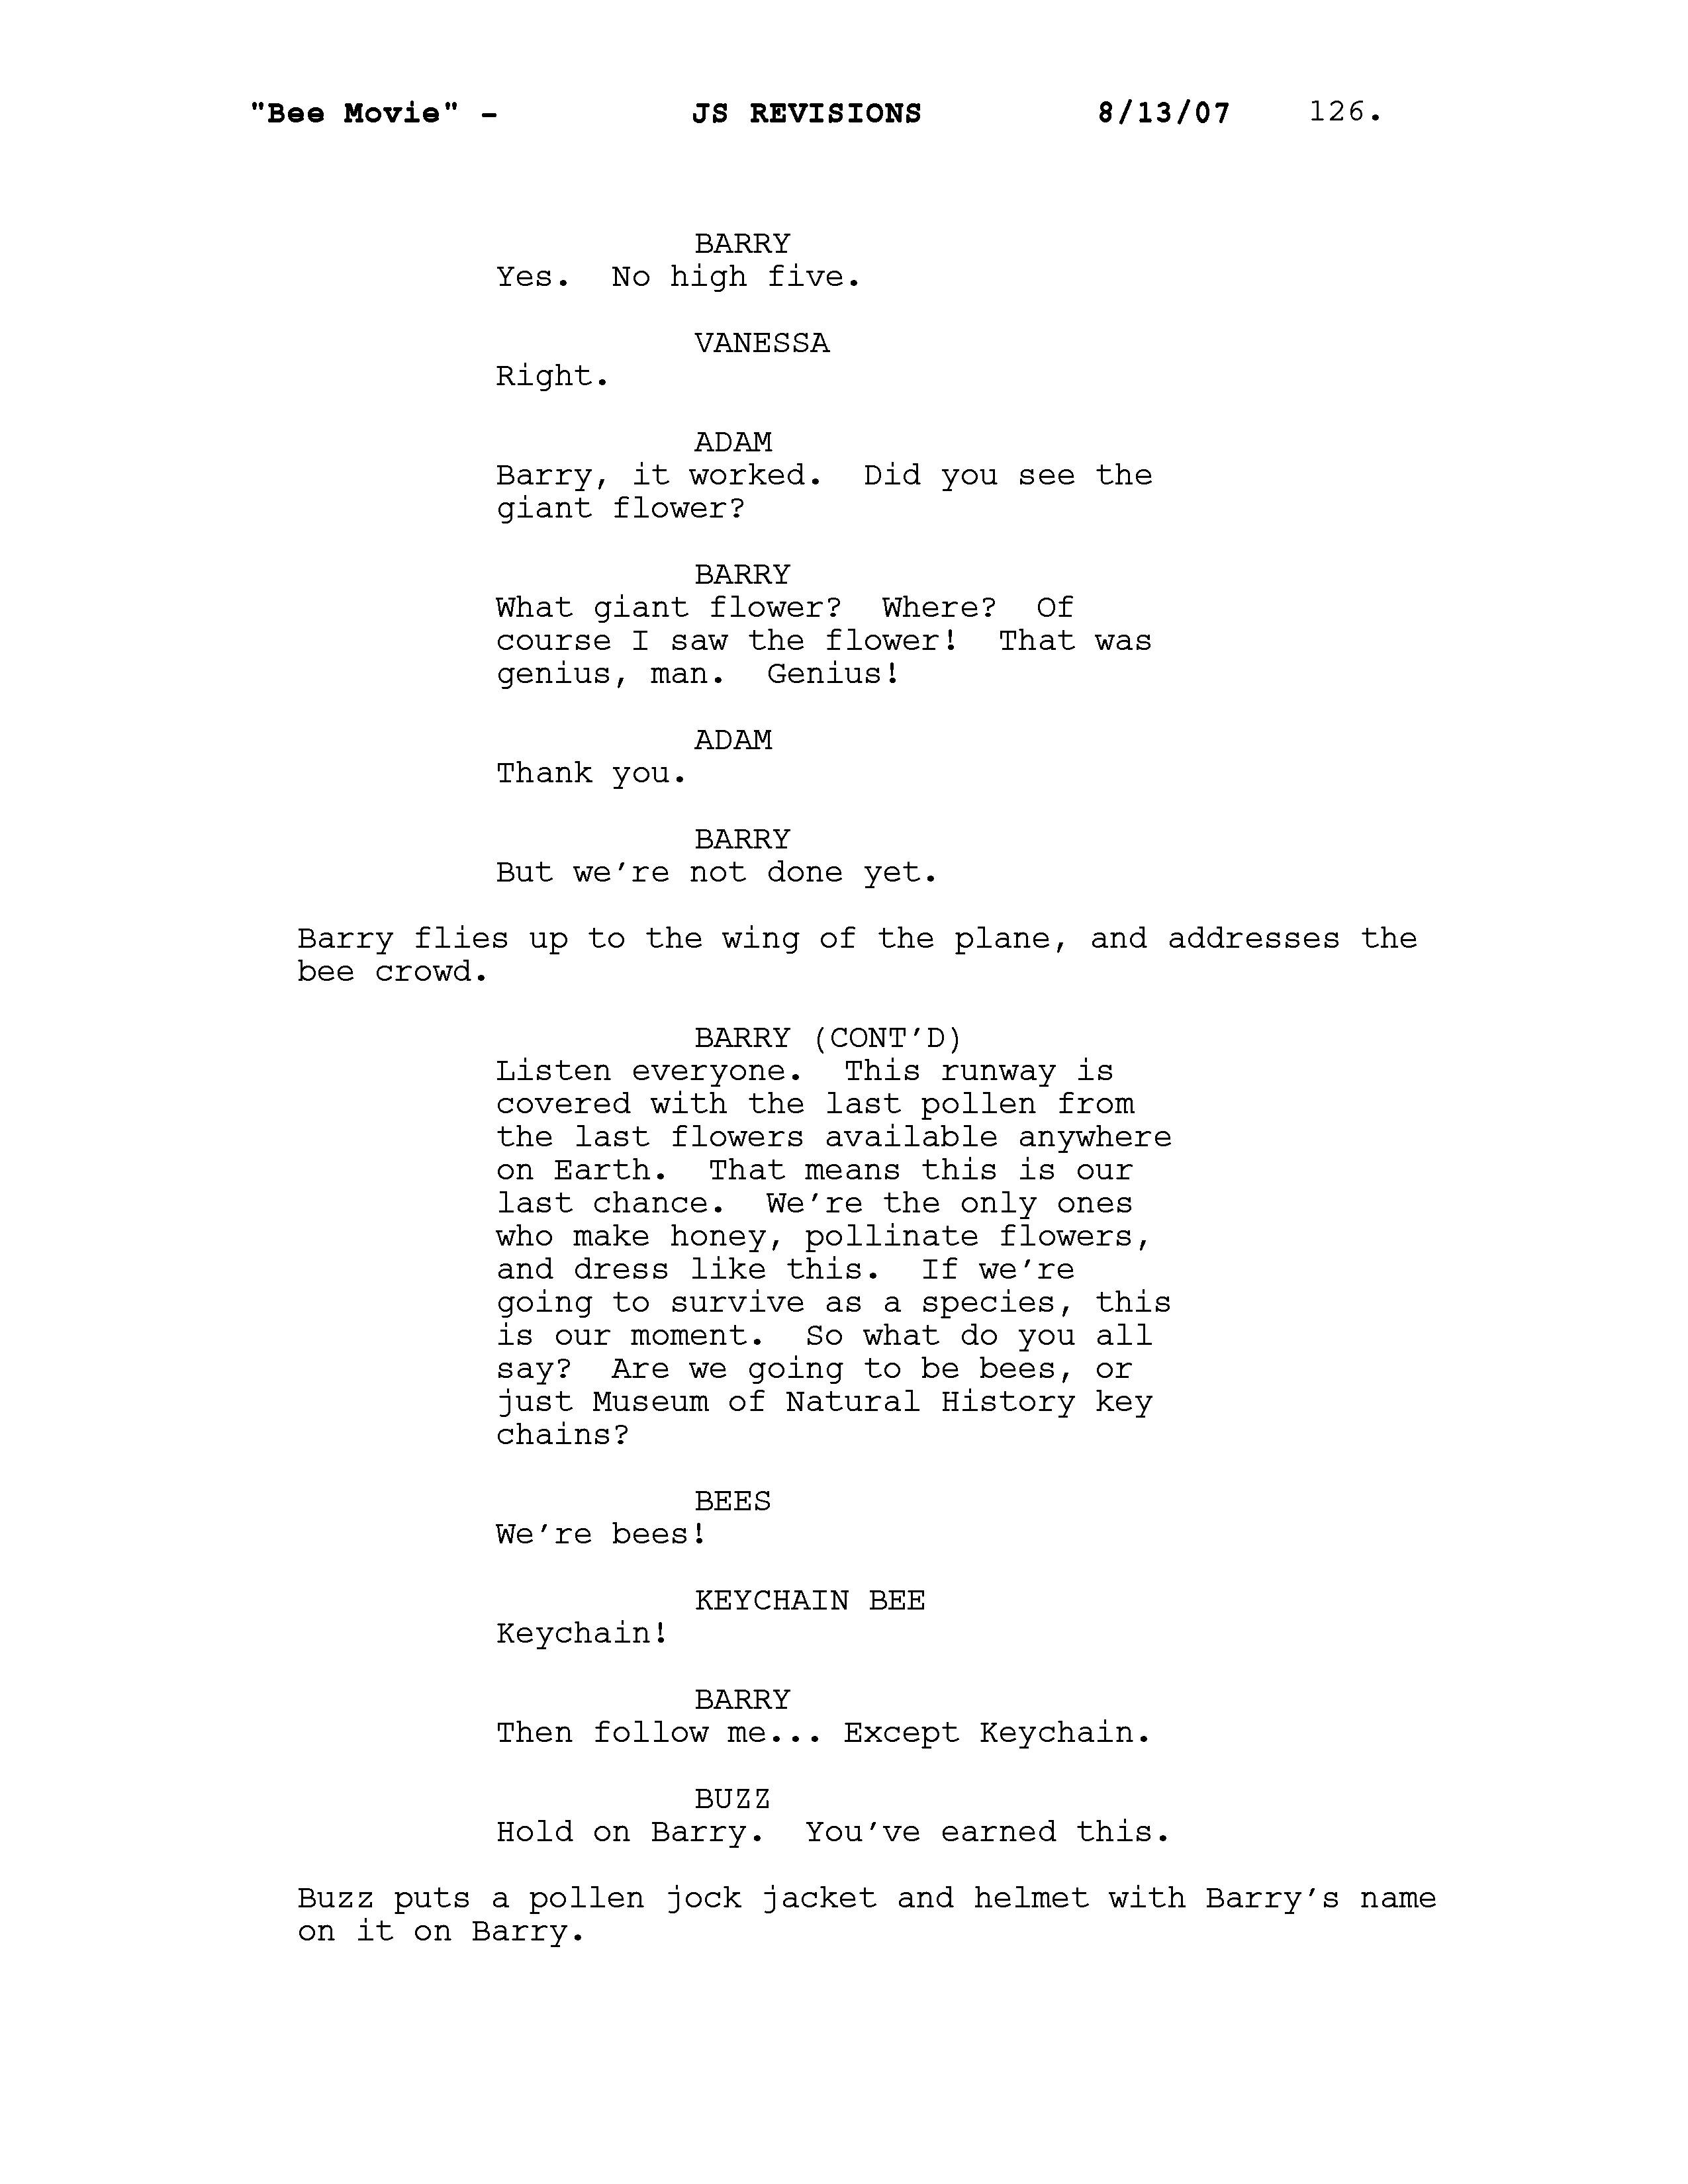 "Bee Movie" - JS REVISIONS 8/13/07 126.
BARRY
Yes.  No high five.
VANESSA
Right.
ADAM
Barry, it worked.  Did you see the
giant flower?
BARRY
What giant flower?  Where?  Of
course I saw the flower!  That was
genius, man.  Genius!
ADAM
Thank you.
BARRY
But we're not done yet.
Barry flies up to the wing of the plane, and addresses the
bee crowd.
BARRY (CONT'D)
Listen everyone.  This runway is
covered with the last pollen from
the last flowers available anywhere
on Earth.  That means this is our
last chance.  We're the only ones
who make honey, pollinate flowers,
and dress like this.  If we're
going to survive as a species, this
is our moment.  So what do you all
say?  Are we going to be bees, or
just Museum of Natural History key
chains?
BEES
We're bees!
KEYCHAIN BEE
Keychain!
BARRY
Then follow me... Except Keychain.
BUZZ
Hold on Barry.  You've earned this.
Buzz puts a pollen jock jacket and helmet with Barry's name
on it on Barry.